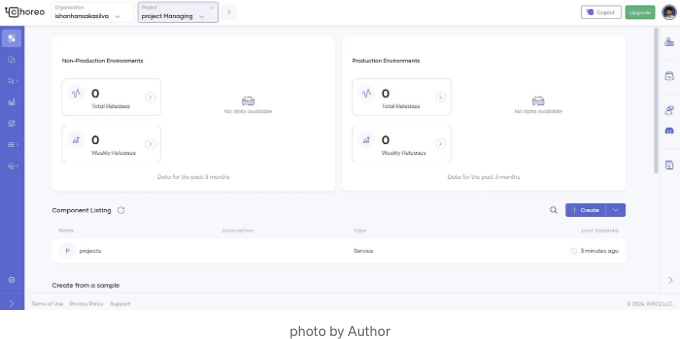 Choreo
Organization
ishanhansakasilva
Project
project Managing
Copilot
Upgrade
Non-Production Environments
0
Total Releases
0
Weekly Releases
No data available
Data for the past 3 months
Production Environments
0
Total Releases
0
Weekly Releases
No data available
Data for the past 3 months
Component Listing
+ Create
Name Description Type Last Updated
P projects Service 3 minutes ago
Create from a sample
Terms of Use Privacy Policy Support
© 2024, WSO2 LLC.
photo by Author